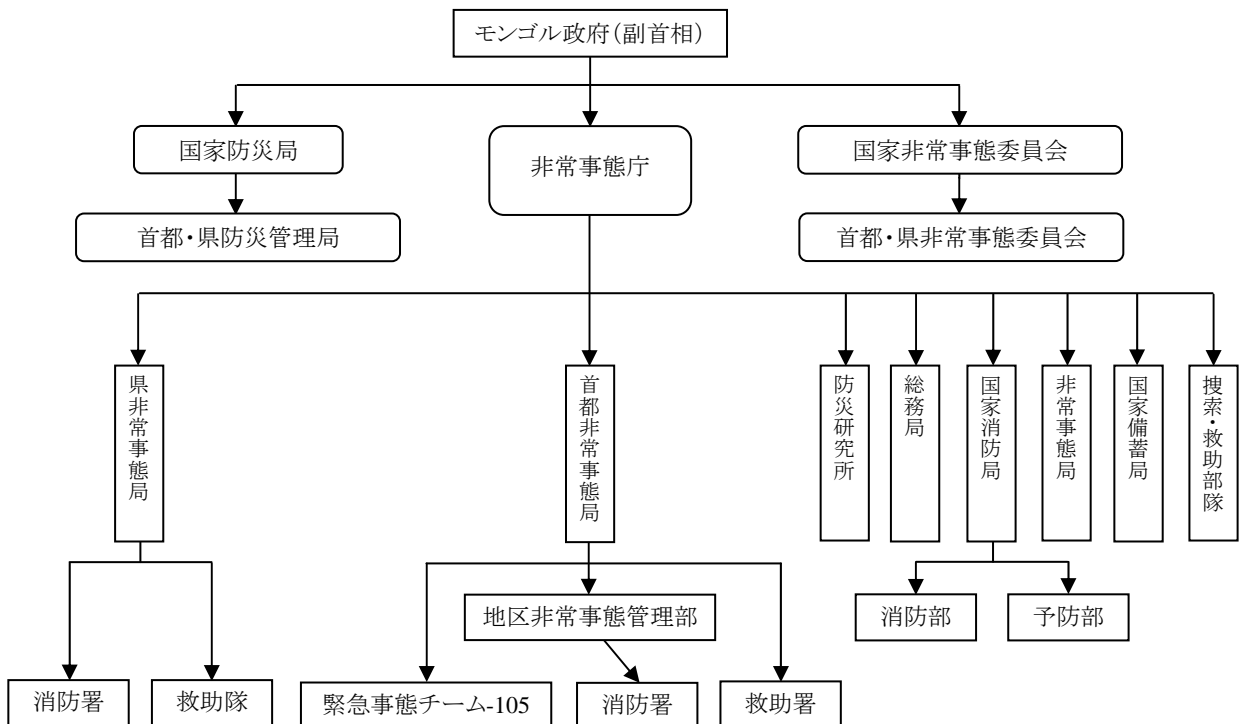 モンゴル政府(副首相)
国家防災局
非常事態庁
国家非常事態委員会
首都・県防災管理局
首都・県非常事態委員会
県非常事態局
首都非常事態局
防災研究所
総務局
国家消防局
非常事態局
国家備蓄局
捜索・救助部隊
地区非常事態管理部
消防部
予防部
消防署
救助隊
緊急事態チーム-105
消防署
救助署